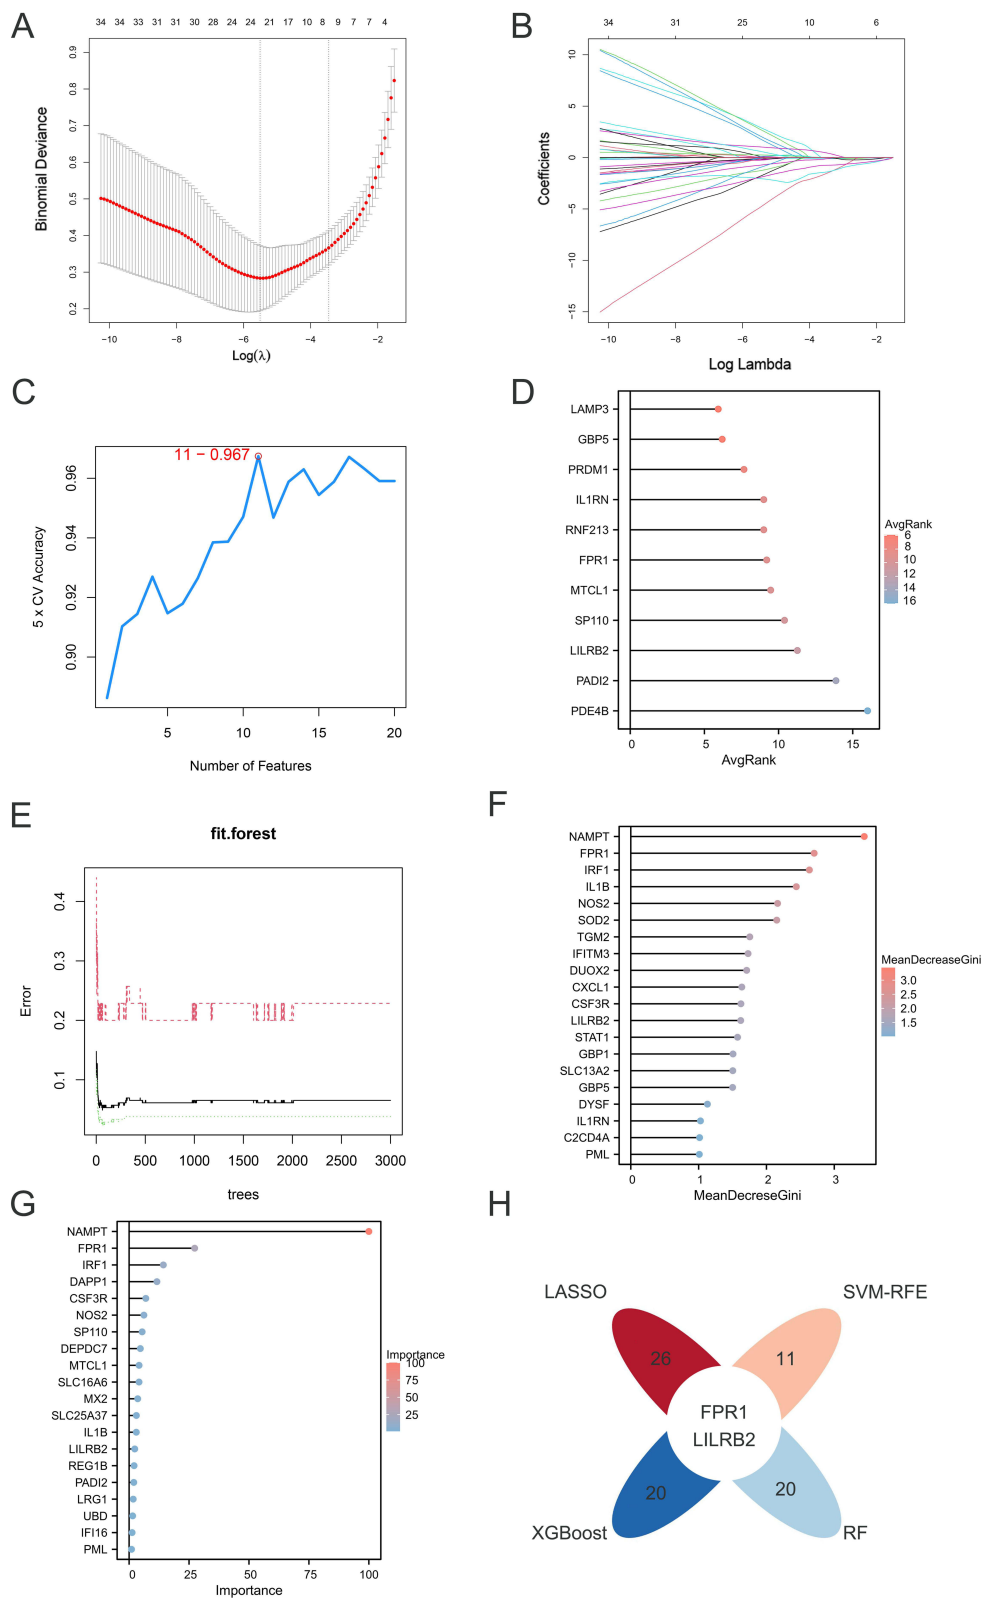 A
34 34 33 31 31 30 28 24 24 21 17 10 8 9 7 7 4
Binomial Deviance
0.9
0.8
0.7
0.6
0.5
0.4
0.3
0.2
−10 −8 −6 −4 −2
Log(λ)
B
34 31 25 10 6
Coefficients
10
5
0
−5
−10
−15
−10 −8 −6 −4 −2
Log Lambda
C
11 − 0.967
5 x CV Accuracy
0.96
0.94
0.92
0.90
5 10 15 20
Number of Features
D
LAMP3
GBP5
PRDM1
IL1RN
RNF213
FPR1
MTCL1
SP110
LILRB2
PADI2
PDE4B
0 5 10 15
AvgRank
AvgRank
6
8
10
12
14
16
E
fit.forest
Error
0.4
0.3
0.2
0.1
0 500 1000 1500 2000 2500 3000
trees
F
NAMPT
FPR1
IRF1
IL1B
NOS2
SOD2
TGM2
IFITM3
DUOX2
CXCL1
CSF3R
LILRB2
STAT1
GBP1
SLC13A2
GBP5
DYSF
IL1RN
C2CD4A
PML
0 1 2 3
MeanDecreseGini
MeanDecreaseGini
3.0
2.5
2.0
1.5
G
NAMPT
FPR1
IRF1
DAPP1
CSF3R
NOS2
SP110
DEPDC7
MTCL1
SLC16A6
MX2
SLC25A37
IL1B
LILRB2
REG1B
PADI2
LRG1
UBD
IFI16
PML
0 25 50 75 100
Importance
Importance
100
75
50
25
H
LASSO SVM-RFE
26 11
FPR1
LILRB2
20 20
XGBoost RF